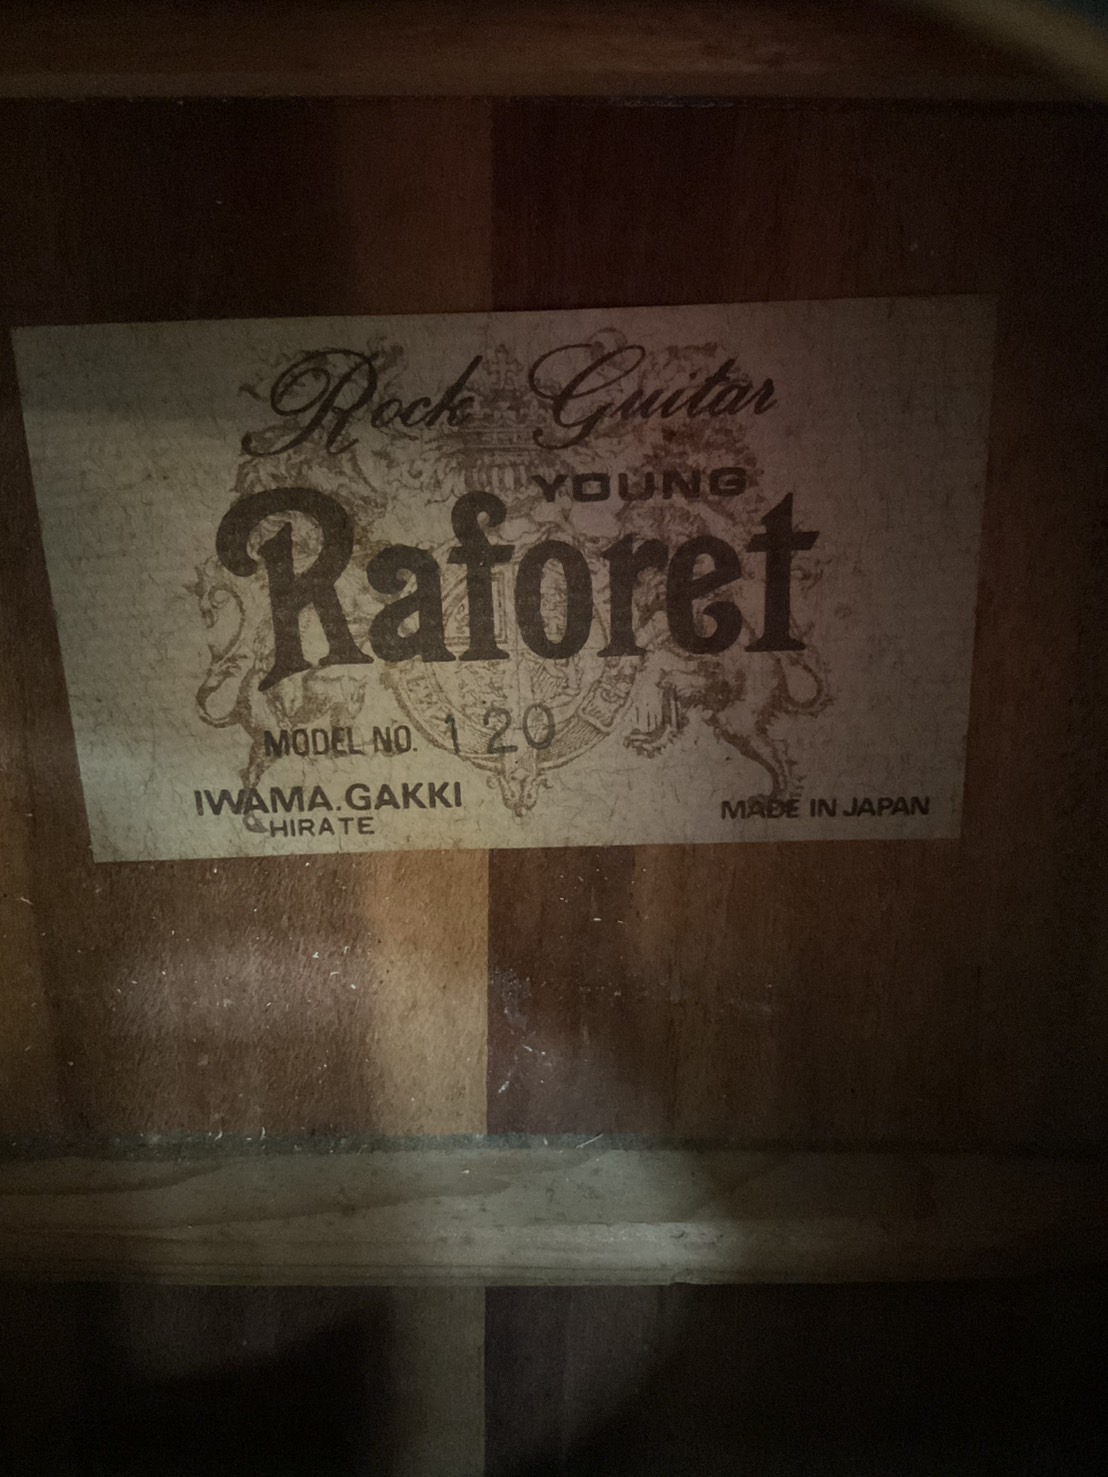 Rock Guitar
YOUNG
Raforet
MODEL NO. 120
IWAMA.GAKKI
HIRATE
MADE IN JAPAN